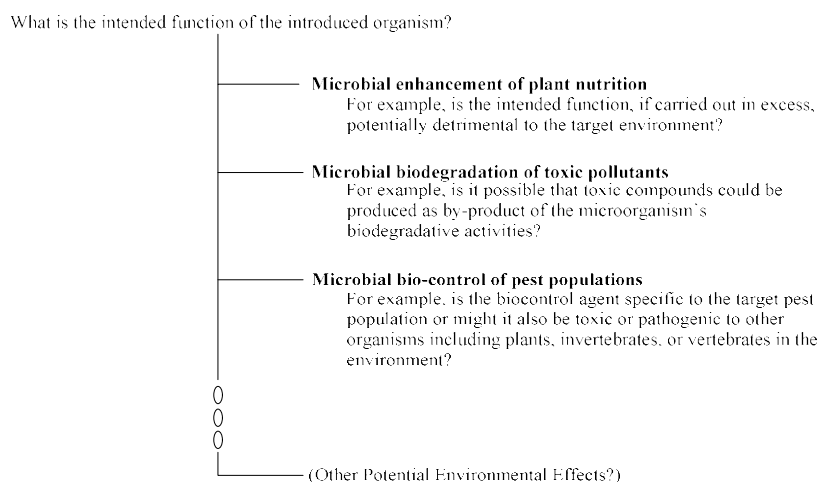 What is the intended function of the introduced organism?
Microbial enhancement of plant nutrition
For example, is the intended function, if carried out in excess,
potentially detrimental to the target environment?
Microbial biodegradation of toxic pollutants
For example, is it possible that toxic compounds could be
produced as by-product of the microorganism's
biodegradative activities?
Microbial bio-control of pest populations
For example, is the biocontrol agent specific to the target pest
population or might it also be toxic or pathogenic to other
organisms including plants, invertebrates, or vertebrates in the
environment?
(Other Potential Environmental Effects?)